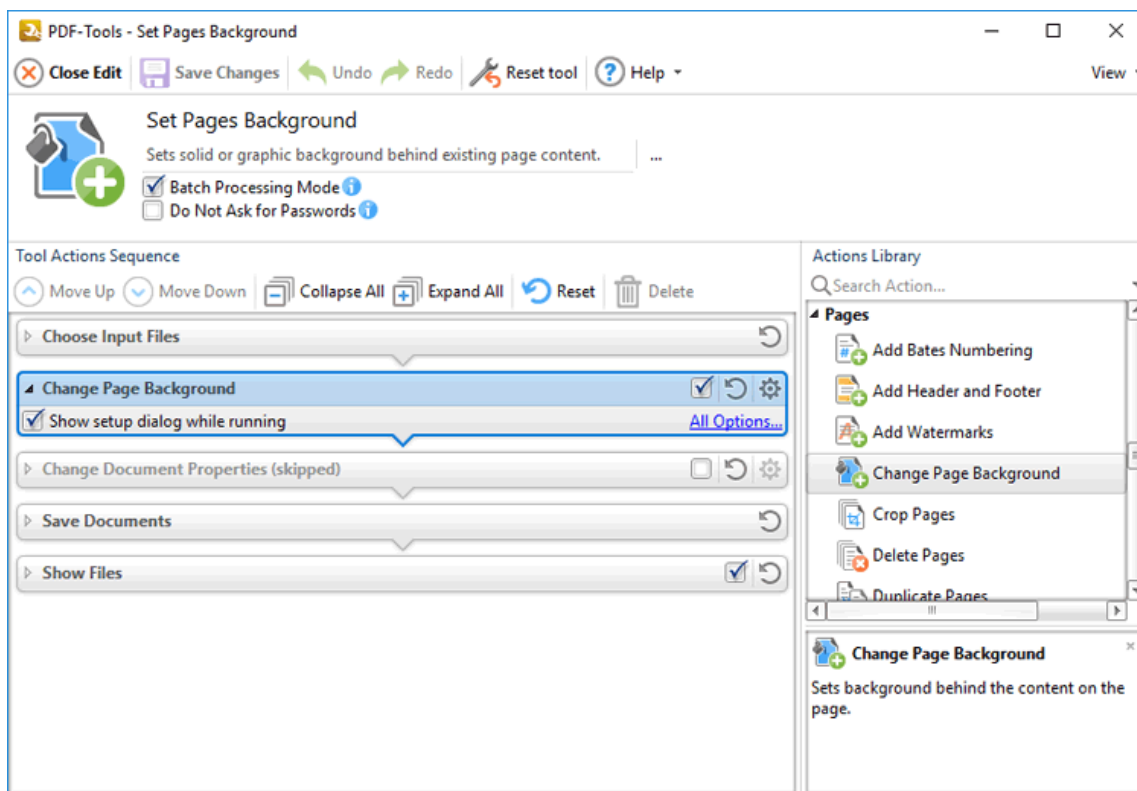 PDF-Tools - Set Pages Background
Close Edit Save Changes Undo Redo Reset tool ? Help View
Set Pages Background
Sets solid or graphic background behind existing page content. ...
Batch Processing Mode i
Do Not Ask for Passwords i
Tool Actions Sequence
Move Up Move Down Collapse All Expand All Reset Delete
Choose Input Files
Change Page Background
Show setup dialog while running All Options...
Change Document Properties (skipped)
Save Documents
Show Files
Actions Library
Search Action...
Pages
Add Bates Numbering
Add Header and Footer
Add Watermarks
Change Page Background
Crop Pages
Delete Pages
Duplicate Pages
Change Page Background
Sets background behind the content on the
page.